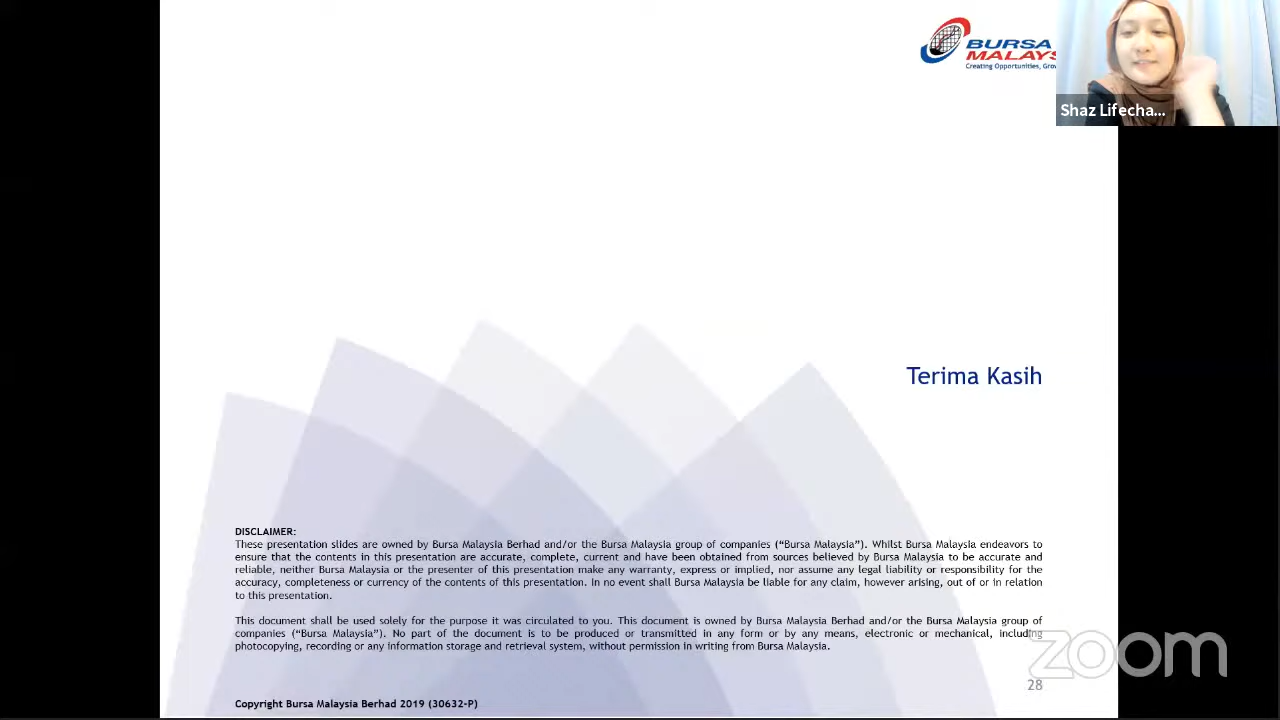 BURSA
MALAYS
Creating Opportunities, Grow
Shaz Lifecha...
Terima Kasih
DISCLAIMER:
These presentation slides are owned by Bursa Malaysia Berhad and/or the Bursa Malaysia group of companies (“Bursa Malaysia”). Whilst Bursa Malaysia endeavors to
ensure that the contents in this presentation are accurate, complete, current and have been obtained from sources believed by Bursa Malaysia to be accurate and
reliable, neither Bursa Malaysia or the presenter of this presentation make any warranty, express or implied, nor assume any legal liability or responsibility for the
accuracy, completeness or currency of the contents of this presentation. In no event shall Bursa Malaysia be liable for any claim, however arising, out of or in relation
to this presentation.
This document shall be used solely for the purpose it was circulated to you. This document is owned by Bursa Malaysia Berhad and/or the Bursa Malaysia group of
companies (“Bursa Malaysia”). No part of the document is to be produced or transmitted in any form or by any means, electronic or mechanical, including
photocopying, recording or any information storage and retrieval system, without permission in writing from Bursa Malaysia.
zoom
28
Copyright Bursa Malaysia Berhad 2019 (30632-P)